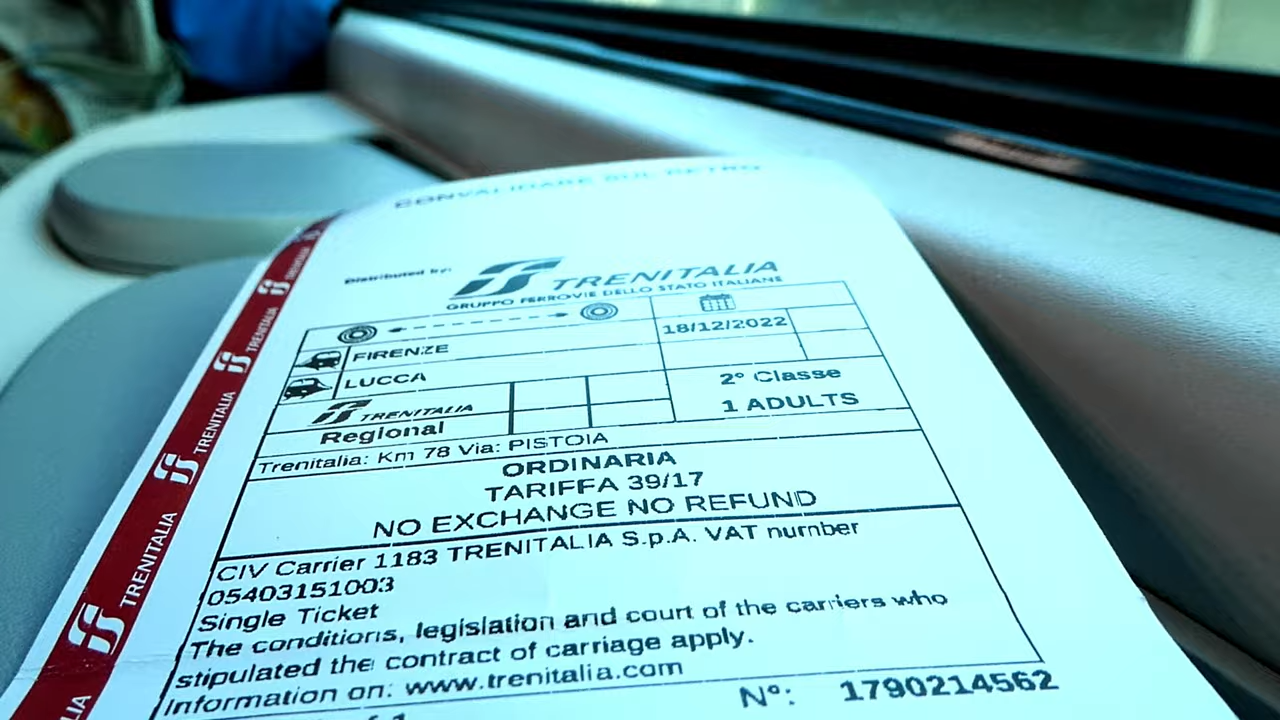 CONVALIDARE SUL RETRO
Distributed by:
TRENITALIA
GRUPPO FERROVIE DELLO STATO ITALIANE
18/12/2022
FIRENZE
LUCCA
2° Classe
1 ADULTS
TRENITALIA
Regional
Trenitalia: Km 78 Via: PISTOIA
ORDINARIA
TARIFFA 39/17
NO EXCHANGE NO REFUND
CIV Carrier 1183 TRENITALIA S.p.A. VAT number
05403151003
Single Ticket
The conditions, legislation and court of the carriers who
stipulated the contract of carriage apply.
Information on: www.trenitalia.com
N°: 1790214562
TRENITALIA
TRENITALIA
TRENITALIA
TRENITALIA